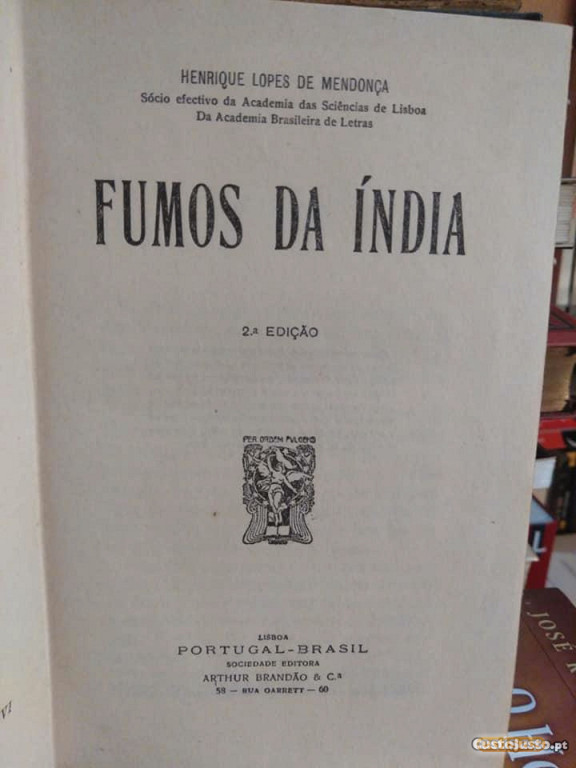 HENRIQUE LOPES DE MENDONÇA
Sócio efectivo da Academia das Sciências de Lisboa
Da Academia Brasileira de Letras
FUMOS DA ÍNDIA
2.ª EDIÇÃO
PER ORDEM FULGENS
LISBOA
PORTUGAL-BRASIL
SOCIEDADE EDITORA
ARTHUR BRANDÃO & C.ª
58 — RUA GARRETT — 60
VI
JOSÉ R
Custojusto.pt